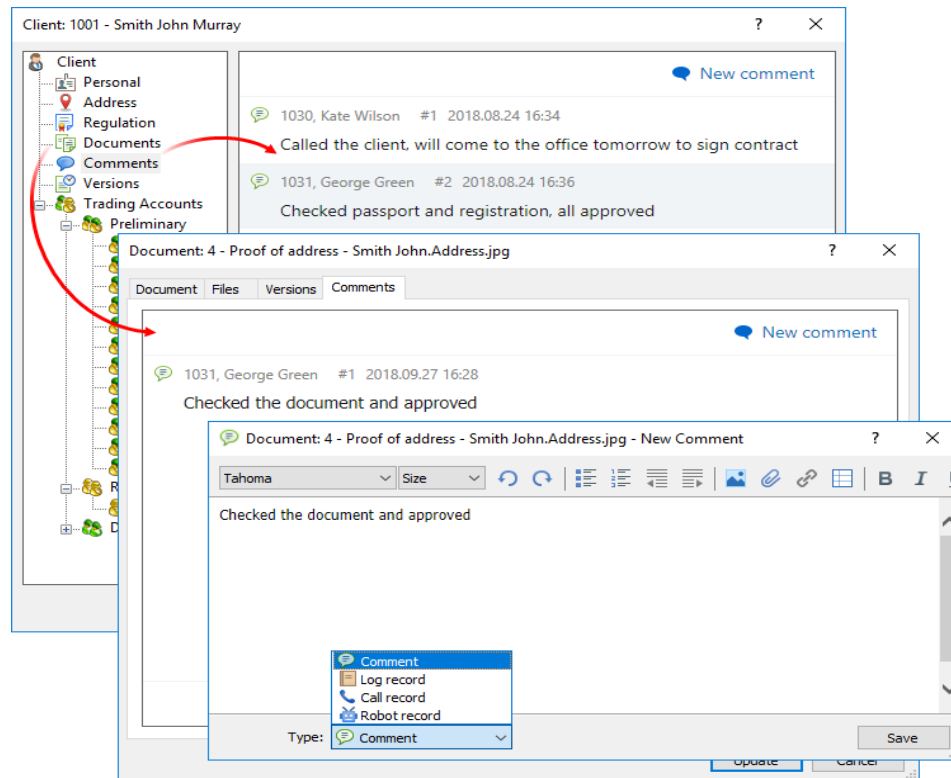 Client: 1001 - Smith John Murray
?
Client
Personal
Address
Regulation
Documents
Comments
Versions
Trading Accounts
Preliminary
New comment
1030, Kate Wilson #1 2018.08.24 16:34
Called the client, will come to the office tomorrow to sign contract
1031, George Green #2 2018.08.24 16:36
Checked passport and registration, all approved
R
D
Document: 4 - Proof of address - Smith John.Address.jpg
?
Document Files Versions Comments
New comment
1031, George Green #1 2018.09.27 16:28
Checked the document and approved
Document: 4 - Proof of address - Smith John.Address.jpg - New Comment
?
Tahoma Size B I
Checked the document and approved
Comment
Log record
Call record
Robot record
Type: Comment
Save
Update Cancel